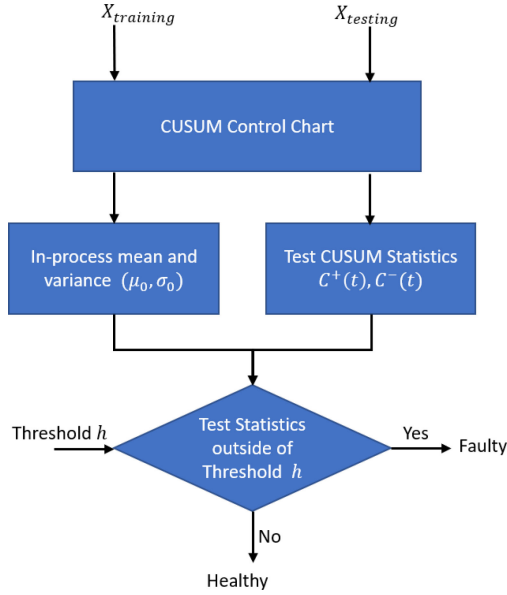 X_training
X_testing
CUSUM Control Chart
In-process mean and
variance (μ₀, σ₀)
Test CUSUM Statistics
C⁺(t), C⁻(t)
Threshold h
Test Statistics
outside of
Threshold h
Yes
Faulty
No
Healthy